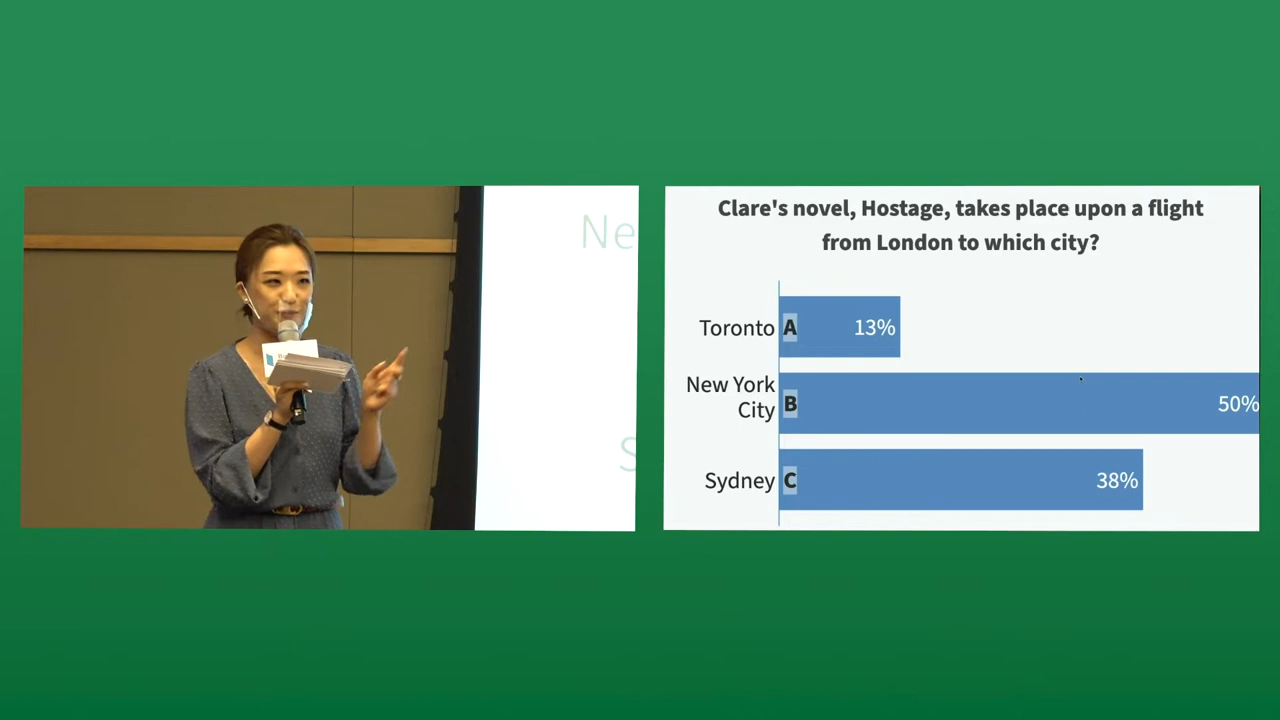 Ne
S
Clare's novel, Hostage, takes place upon a flight
from London to which city?
Toronto A 13%
New York
City B 50%
Sydney C 38%